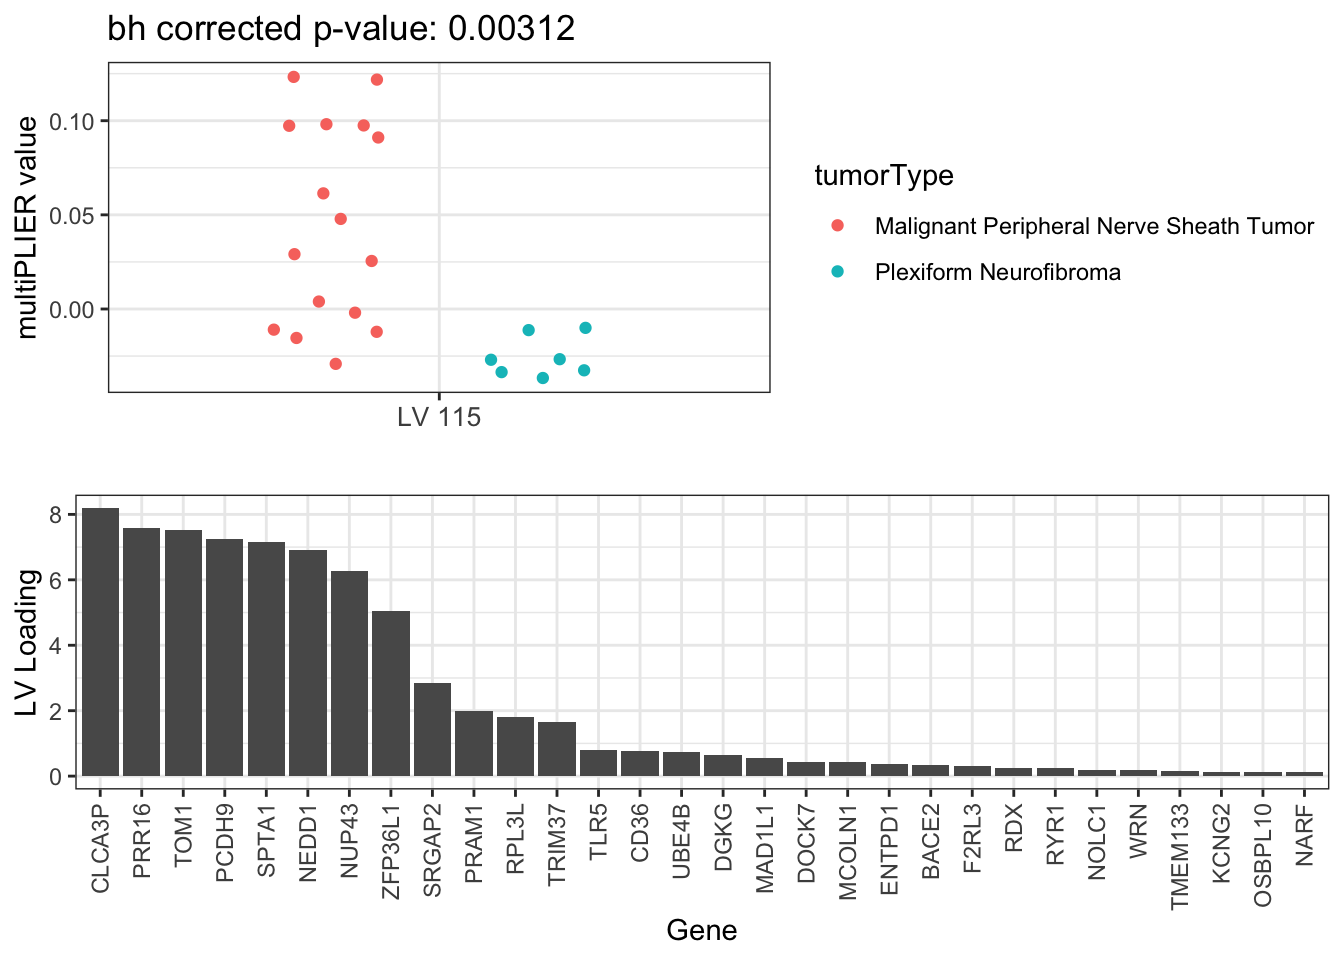 bh corrected p-value: 0.00312
multiPLIER value
0.10
0.05
0.00
LV 115
tumorType
Malignant Peripheral Nerve Sheath Tumor
Plexiform Neurofibroma
LV Loading
8
6
4
2
0
CLCA3P
PRR16
TOM1
PCDH9
SPTA1
NEDD1
NUP43
ZFP36L1
SRGAP2
PRAM1
RPL3L
TRIM37
TLR5
CD36
UBE4B
DGKG
MAD1L1
DOCK7
MCOLN1
ENTPD1
BACE2
F2RL3
RDX
RYR1
NOLC1
WRN
TMEM133
KCNG2
OSBPL10
NARF
Gene